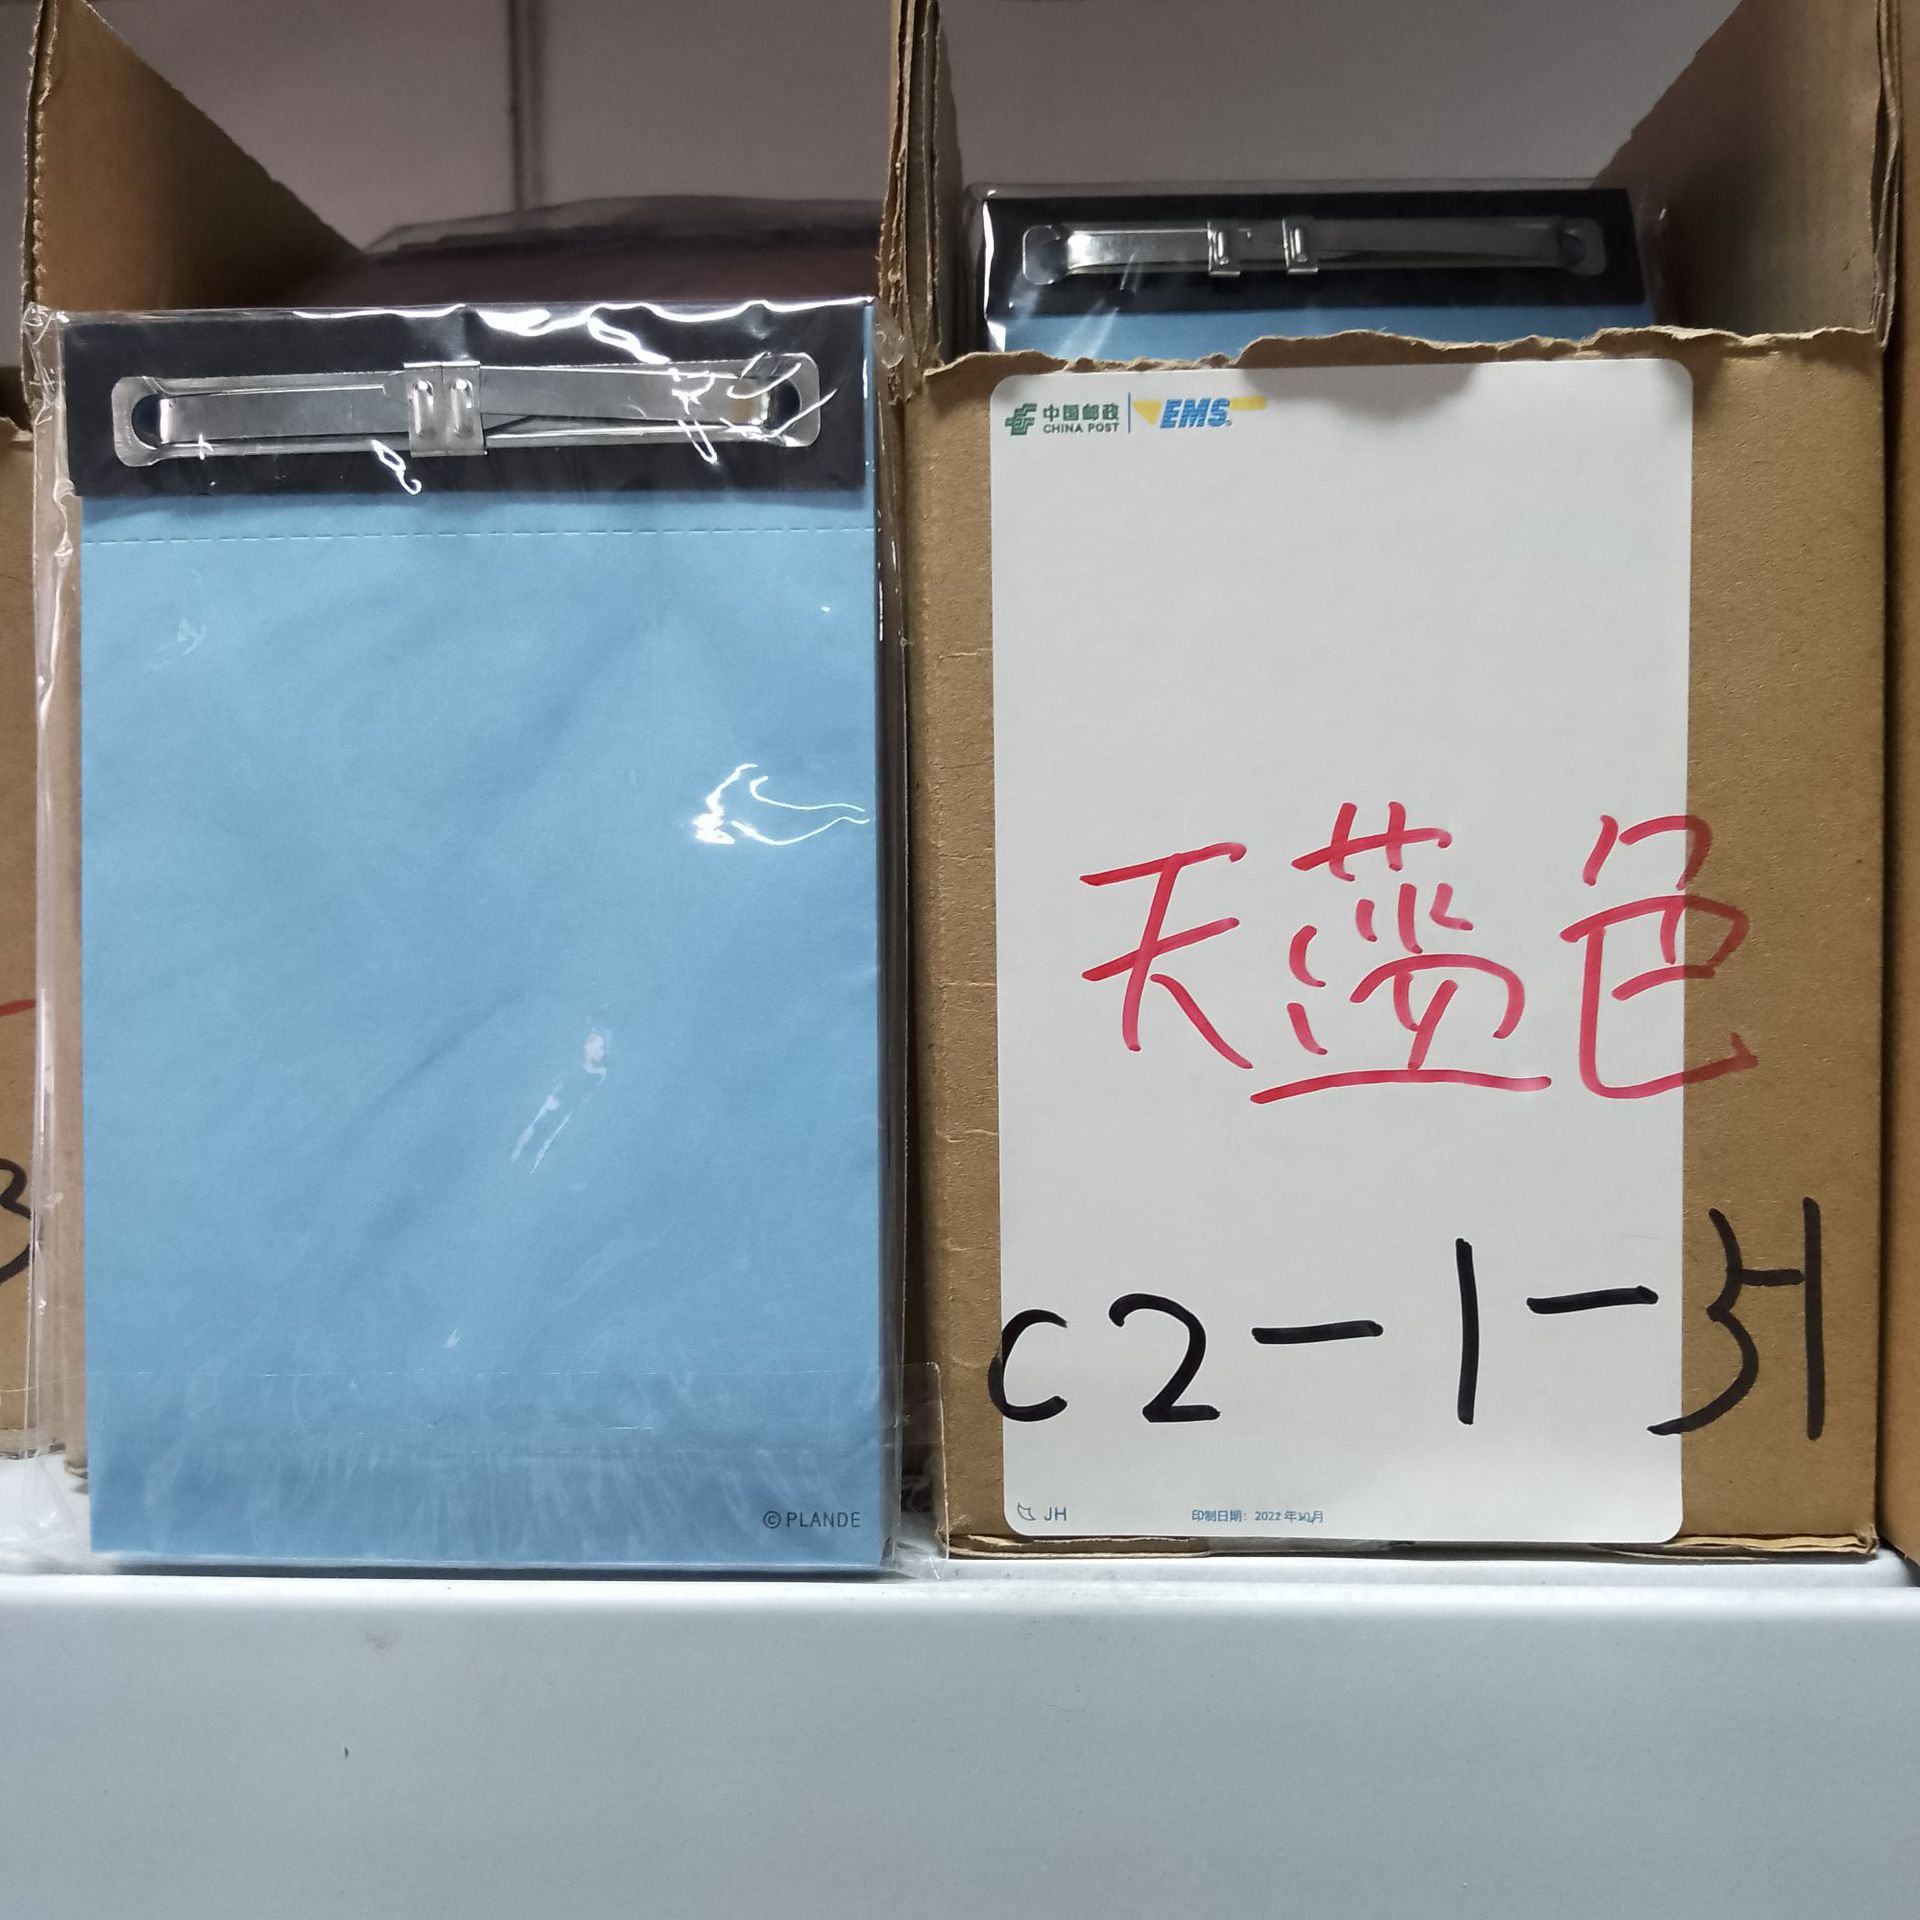 中国邮政
CHINA POST
EMS
天蓝色
C2-1-3-1
©PLANDE
JH
印制日期：2022年10月